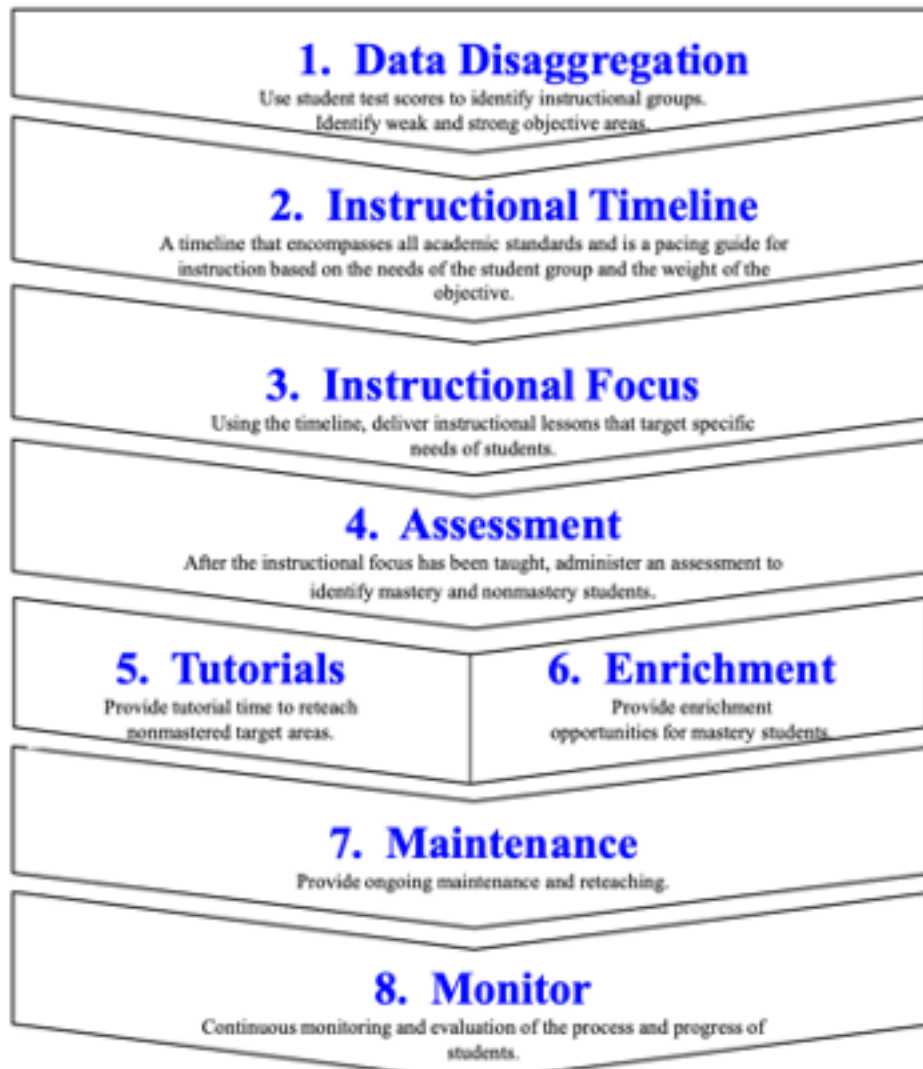 1. Data Disaggregation
Use student test scores to identify instructional groups.
Identify weak and strong objective areas.
2. Instructional Timeline
A timeline that encompasses all academic standards and is a pacing guide for
instruction based on the needs of the student group and the weight of the
objective.
3. Instructional Focus
Using the timeline, deliver instructional lessons that target specific
needs of students.
4. Assessment
After the instructional focus has been taught, administer an assessment to
identify mastery and nonmastery students.
5. Tutorials
Provide tutorial time to reteach
nonmastered target areas.
6. Enrichment
Provide enrichment
opportunities for mastery students.
7. Maintenance
Provide ongoing maintenance and reteaching.
8. Monitor
Continuous monitoring and evaluation of the process and progress of
students.